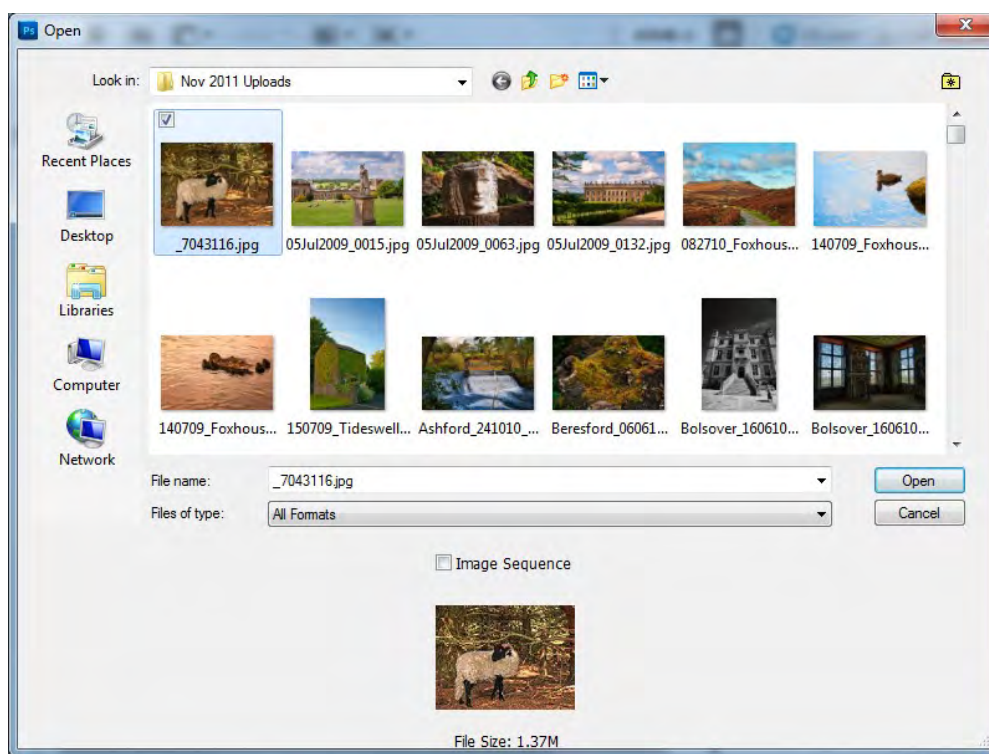 Ps Open
Look in: Nov 2011 Uploads
Recent Places
Desktop
Libraries
Computer
Network
_7043116.jpg 05Jul2009_0015.jpg 05Jul2009_0063.jpg 05Jul2009_0132.jpg 082710_Foxhous... 140709_Foxhous...
140709_Foxhous... 150709_Tideswell... Ashford_241010_... Beresford_06061... Bolsover_160610... Bolsover_160610...
File name: _7043116.jpg Open
Files of type: All Formats Cancel
Image Sequence
File Size: 1.37M